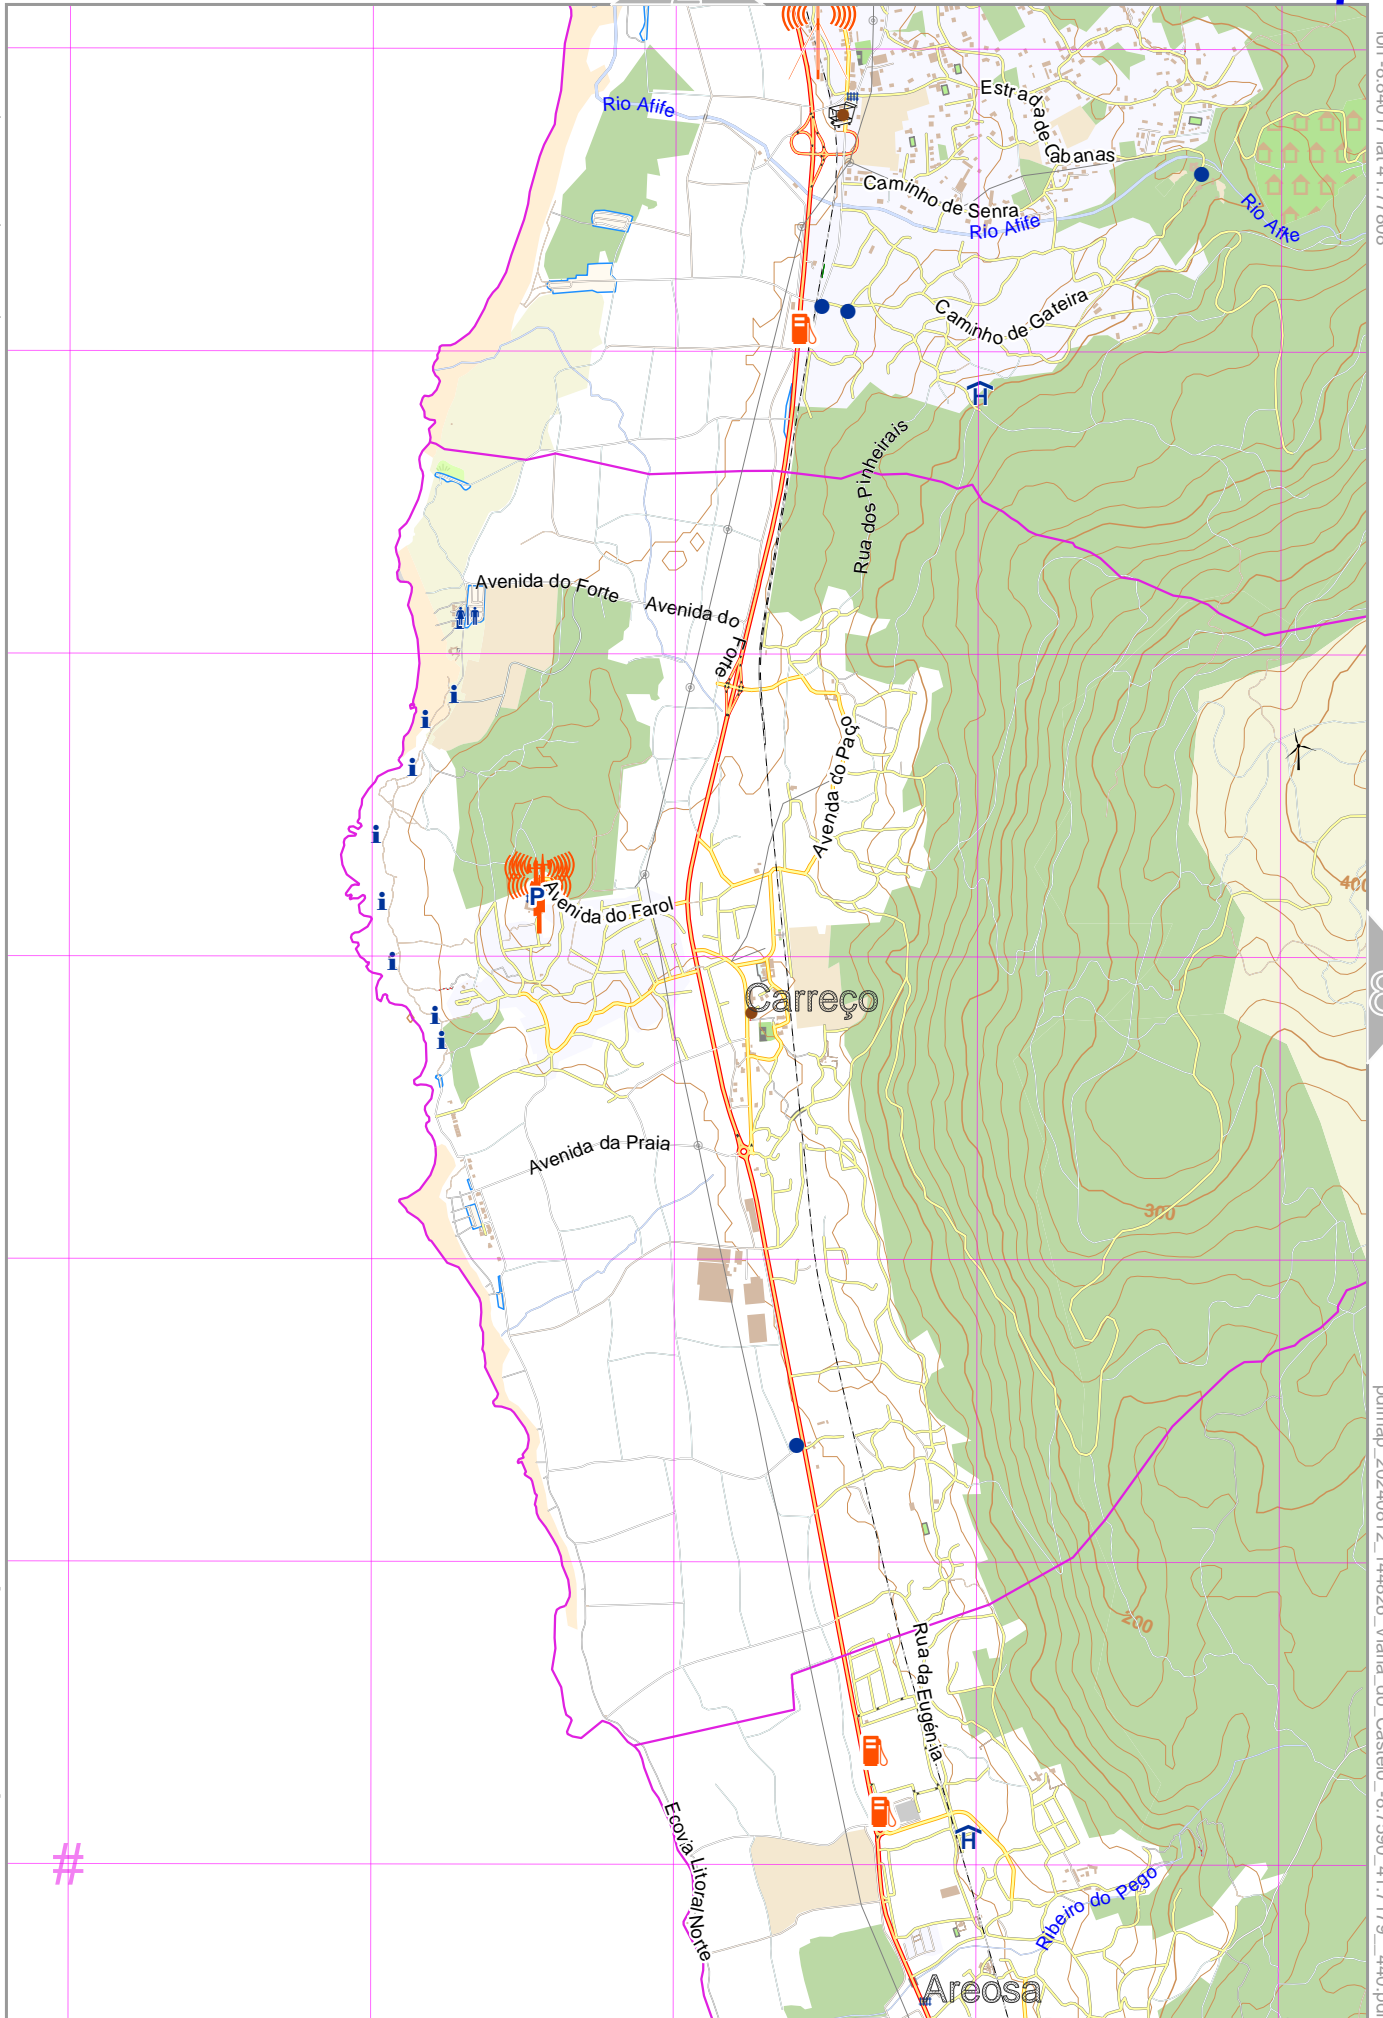 Rio Afife
Estrada de Cabanas
Caminho de Senra
Rio Afife
Rio Afife
Caminho de Gateira
H
Rua dos Pinheirais
Avenida do Forte
Avenida do Forte
i
i
i
Avenida do Paço
i
400
P
Avenida do Farol
i
i
8
Carreço
i
i
Avenida da Praia
300
200
Rua da Eugénia
Ecovia Litoral Norte
H
#
Ribeiro do Pego
Areosa